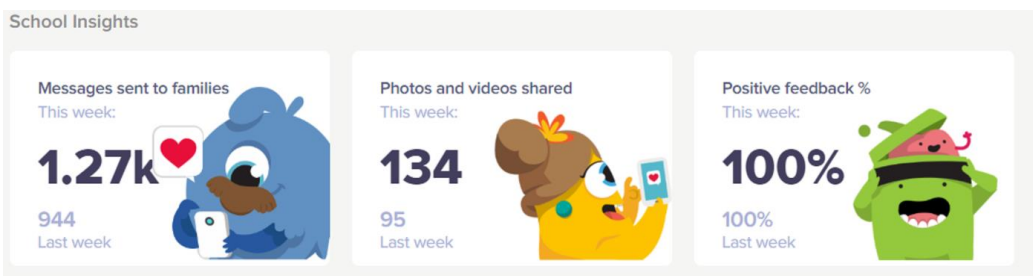 School Insights
Messages sent to families
This week:
1.27k
944
Last week
Photos and videos shared
This week:
134
95
Last week
Positive feedback %
This week:
100%
100%
Last week